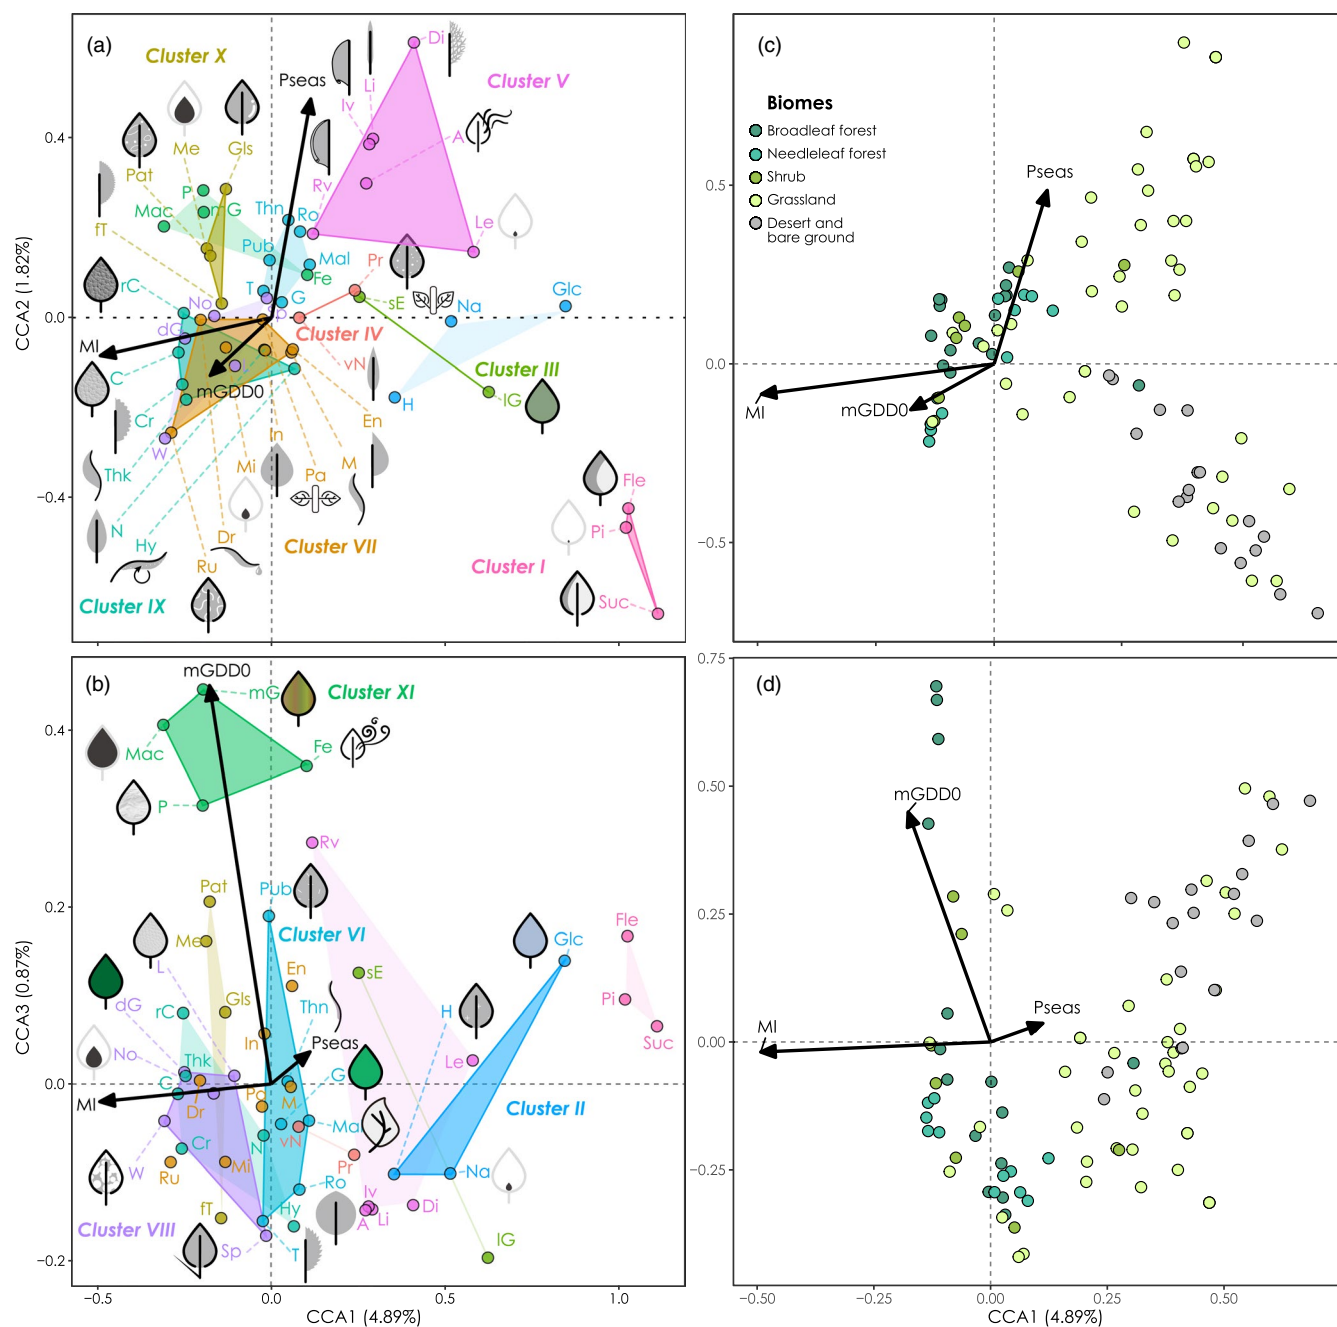 (a)
Cluster X
Pseas
Di
Cluster V
Li
Iv
A
Me
Gls
Pat
fT
P
mG
Mac
Thn
Ro
Rv
Le
Pub
Mal
Fe
Pr
rC
No
T
G
sE
Na
Glc
p
dG
Cluster IV
MI
C
mGDD0
vN
Cluster III
H
lG
Cr
En
W
In
Thk
Mi
Pa
M
N
Hy
Dr
Cluster VII
Ru
Cluster IX
Fle
Pi
Cluster I
Suc
CCA2 (1.82%)
0.4
0.0
−0.4
(b)
mGDD0
mG
Cluster XI
Mac
Fe
P
Rv
Pat
Pub
Me
Cluster VI
L
En
Glc
Fle
sE
dG
Gls
Thn
H
rC
Pi
In
Pseas
Suc
No
Thk
Le
C
G
MI
Dr
Pa
M
Cluster II
Cr
N
vN
Mal
W
Ru
Mi
Pr
Na
Ro
fT
Hy
Iv
A
Li
Di
Cluster VIII
Sp
T
lG
CCA3 (0.87%)
0.4
0.2
0.0
−0.2
−0.5
0.0
0.5
1.0
CCA1 (4.89%)
(c)
Biomes
Broadleaf forest
Needleleaf forest
Shrub
Grassland
Desert and
bare ground
Pseas
MI
mGDD0
0.5
0.0
−0.5
(d)
mGDD0
Pseas
MI
0.75
0.50
0.25
0.00
−0.25
−0.50
−0.25
0.00
0.25
0.50
CCA1 (4.89%)